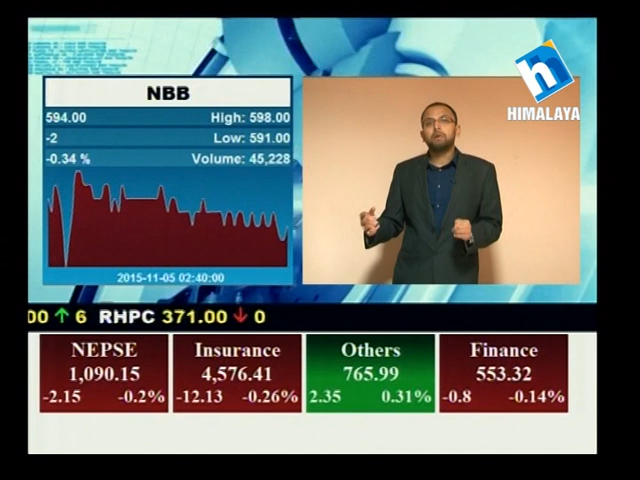 HIMALAYA
NBB
594.00 High: 598.00
-2 Low: 591.00
-0.34 % Volume: 45,228
2015-11-05 02:40:00
00 ↑ 6 RHPC 371.00 ↓ 0
NEPSE
1,090.15
-2.15 -0.2%
Insurance
4,576.41
-12.13 -0.26%
Others
765.99
2.35 0.31%
Finance
553.32
-0.8 -0.14%